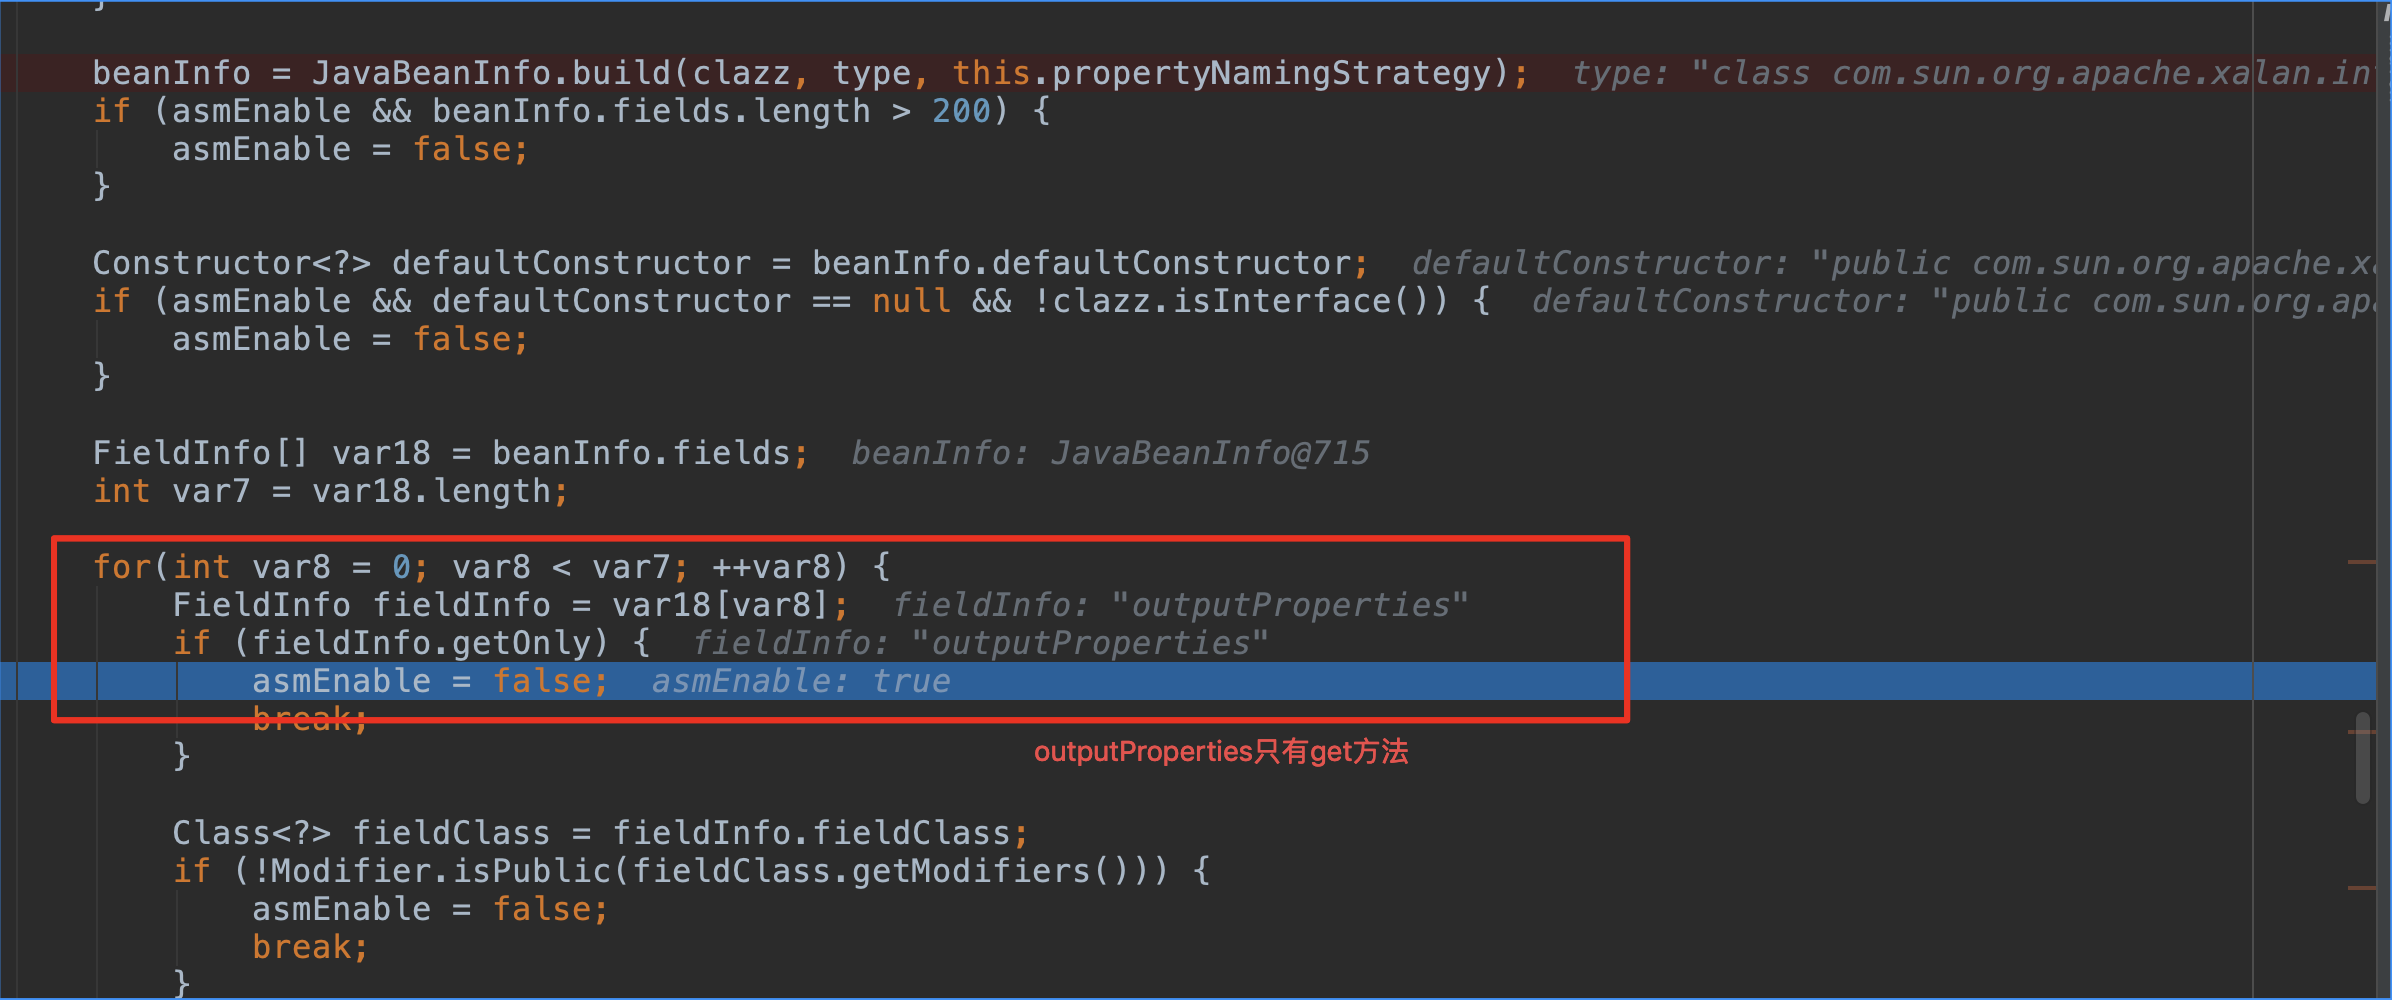 }
beanInfo = JavaBeanInfo.build(clazz, type, this.propertyNamingStrategy);  type: "class com.sun.org.apache.xalan.in
if (asmEnable && beanInfo.fields.length > 200) {
asmEnable = false;
}
Constructor<?> defaultConstructor = beanInfo.defaultConstructor;  defaultConstructor: "public com.sun.org.apache.x
if (asmEnable && defaultConstructor == null && !clazz.isInterface()) {  defaultConstructor: "public com.sun.org.ap
asmEnable = false;
}
FieldInfo[] var18 = beanInfo.fields;  beanInfo: JavaBeanInfo@715
int var7 = var18.length;
for(int var8 = 0; var8 < var7; ++var8) {
FieldInfo fieldInfo = var18[var8];  fieldInfo: "outputProperties"
if (fieldInfo.getOnly) {  fieldInfo: "outputProperties"
asmEnable = false;  asmEnable: true
break;
}
outputProperties只有get方法
Class<?> fieldClass = fieldInfo.fieldClass;
if (!Modifier.isPublic(fieldClass.getModifiers())) {
asmEnable = false;
break;
}